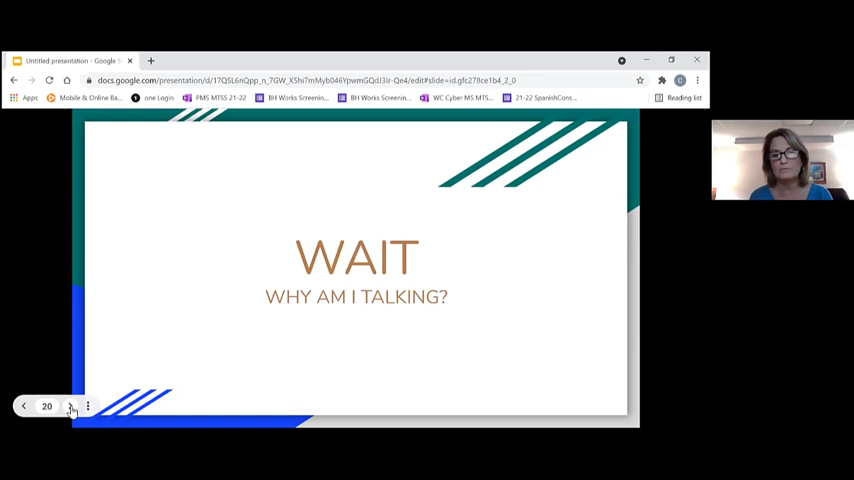 Untitled presentation - Google S
docs.google.com/presentation/d/17QSL6nQpp_n_7GW_X5hi7mMyb046YpwmGQdJ3Ir-Qe4/edit#slide=id.gfc278ce1b4_2_0
Apps Mobile & Online Ba... one Login PMS MTSS 21-22 BH Works Screenin... BH Works Screenin... WC Cyber MS MTS... 21-22 SpanishCons... Reading list
WAIT
WHY AM I TALKING?
20